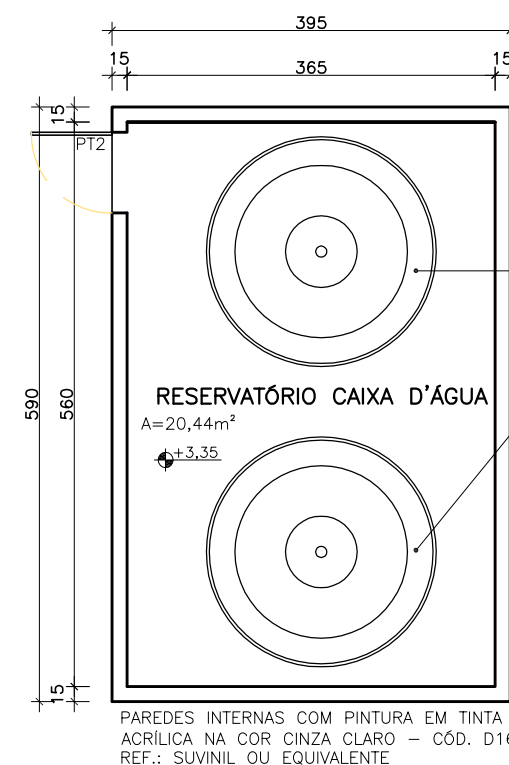 395
15 365 15
15
PT2
RESERVATÓRIO CAIXA D'ÁGUA
A=20,44m²
+3,35
590 560
15
PAREDES INTERNAS COM PINTURA EM TINTA
ACRÍLICA NA COR CINZA CLARO – CÓD. D16
REF.: SUVINIL OU EQUIVALENTE